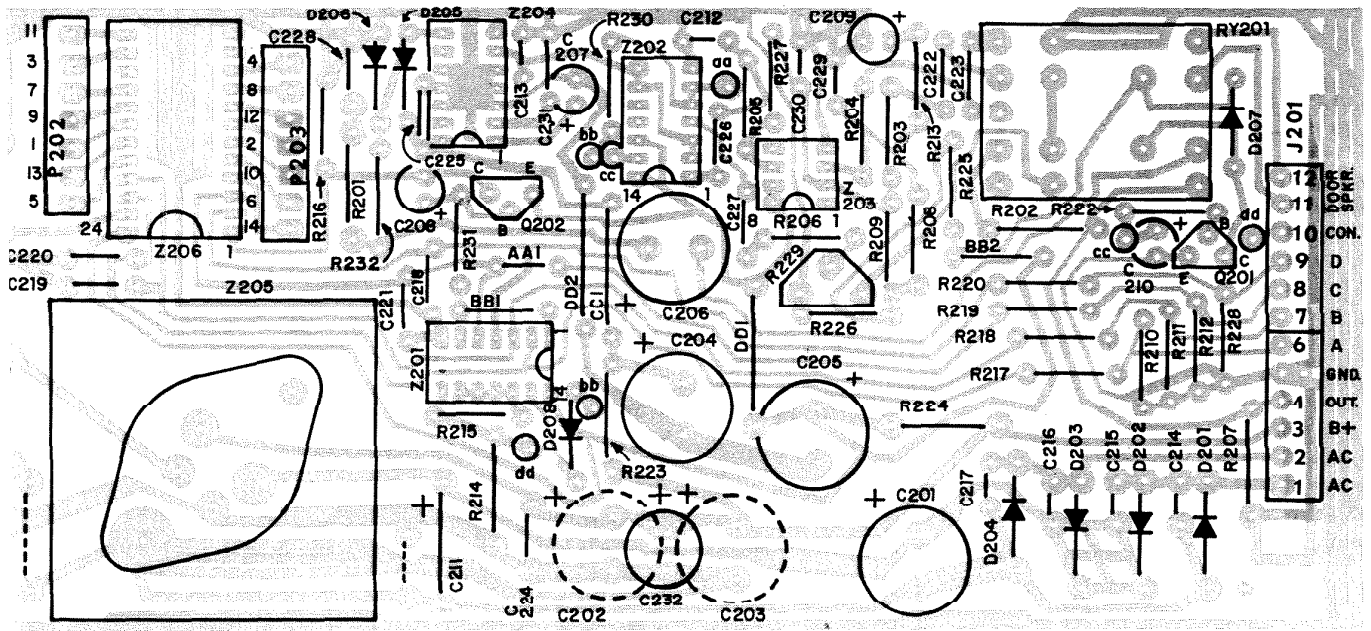 D206
D205
Z204
R230
C212
C209
+
RY201
11
3
7
9
1
13
5
P202
C228
4
8
12
2
10
6
14
P203
C
207
+
Z202
aa
R227
C229
C222
C223
J201
C213
C231
bb
cc
R205
C230
R204
R203
R213
D207
C226
C225
R225
24
Z206
1
R216
R201
C208
+
C
E
B
Q202
14
1
C227
8
Z
203
1
R206
R209
R208
R202
R222
+
B
dd
cc
C
210
E
C
Q201
12
11
10
9
8
7
6
5
4
3
2
1
DOOR
SPKR.
CON.
D
C
B
A
GND.
OUT.
B+
AC
AC
C220
C219
R232
R231
AA1
R229
BB2
Z205
C221
C218
BB1
DD2
CC1
+
C206
R226
R220
R219
R218
R217
R210
R211
R212
R228
Z201
14
+
C204
DD1
C205
+
bb
D208
R215
dd
R223
R224
C216
D203
C215
D202
C214
D201
R207
+
C211
R214
C224
+
C202
+
C232
+
C203
+
C201
C217
D204